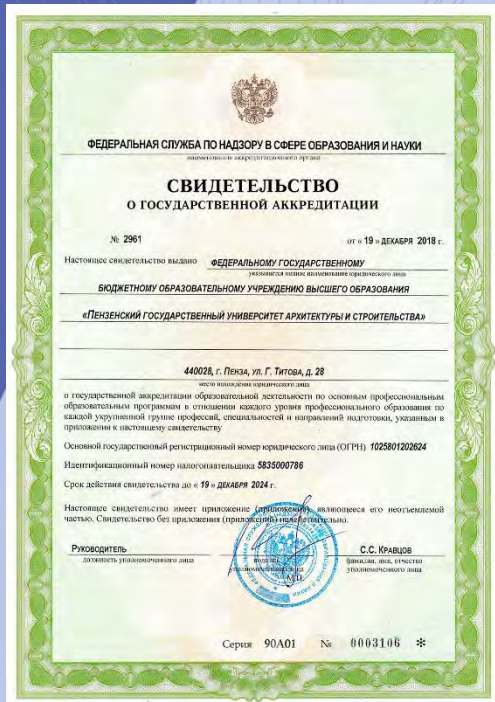 ФЕДЕРАЛЬНАЯ СЛУЖБА ПО НАДЗОРУ В СФЕРЕ ОБРАЗОВАНИЯ И НАУКИ
наименование аккредитационного органа
СВИДЕТЕЛЬСТВО
О ГОСУДАРСТВЕННОЙ АККРЕДИТАЦИИ
№ 2961 от « 19 » ДЕКАБРЯ 2018 г.
Настоящее свидетельство выдано ФЕДЕРАЛЬНОМУ ГОСУДАРСТВЕННОМУ
указывается полное наименование юридического лица
БЮДЖЕТНОМУ ОБРАЗОВАТЕЛЬНОМУ УЧРЕЖДЕНИЮ ВЫСШЕГО ОБРАЗОВАНИЯ
«ПЕНЗЕНСКИЙ ГОСУДАРСТВЕННЫЙ УНИВЕРСИТЕТ АРХИТЕКТУРЫ И СТРОИТЕЛЬСТВА»
440028, Г. ПЕНЗА, УЛ. Г. ТИТОВА, Д. 28
место нахождения юридического лица
о государственной аккредитации образовательной деятельности по основным профессиональным
образовательным программам в отношении каждого уровня профессионального образования по
каждой укрупненной группе профессий, специальностей и направлений подготовки, указанным в
приложении к настоящему свидетельству
Основной государственный регистрационный номер юридического лица (ОГРН) 1025801202624
Идентификационный номер налогоплательщика 5835000786
Срок действия свидетельства до « 19 » ДЕКАБРЯ 2024 г.
Настоящее свидетельство имеет приложение (приложения), являющееся его неотъемлемой
частью. Свидетельство без приложения (приложений) недействительно.
РУКОВОДИТЕЛЬ С.С. КРАВЦОВ
должность уполномоченного лица подпись уполномоченного лица фамилия, имя, отчество уполномоченного лица
М.П.
Серия 90А01 № 0003106 *